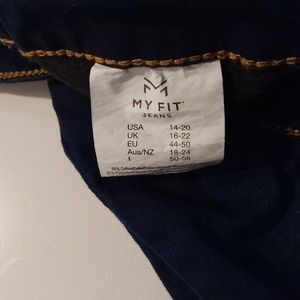 MY FIT
JEANS
USA 14-20
UK 16-22
EU 44-50
Aus/NZ 18-24
I 50-56